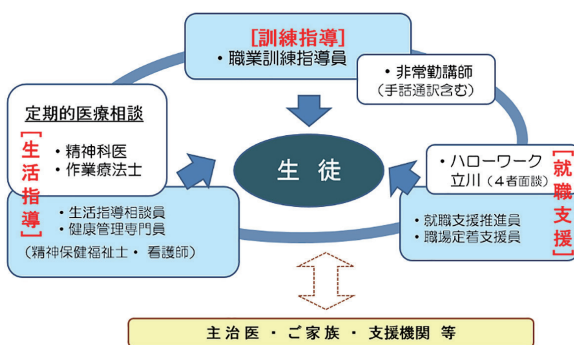 [訓練指導]
・職業訓練指導員
・非常勤講師
(手話通訳含む)
定期的医療相談
・精神科医
・作業療法士
[生活指導]
・生活指導相談員
・健康管理専門員
(精神保健福祉士・看護師)
生徒
・ハローワーク
立川(4者面談)
[就職支援]
・就職支援推進員
・職場定着支援員
主治医・ご家族・支援機関 等